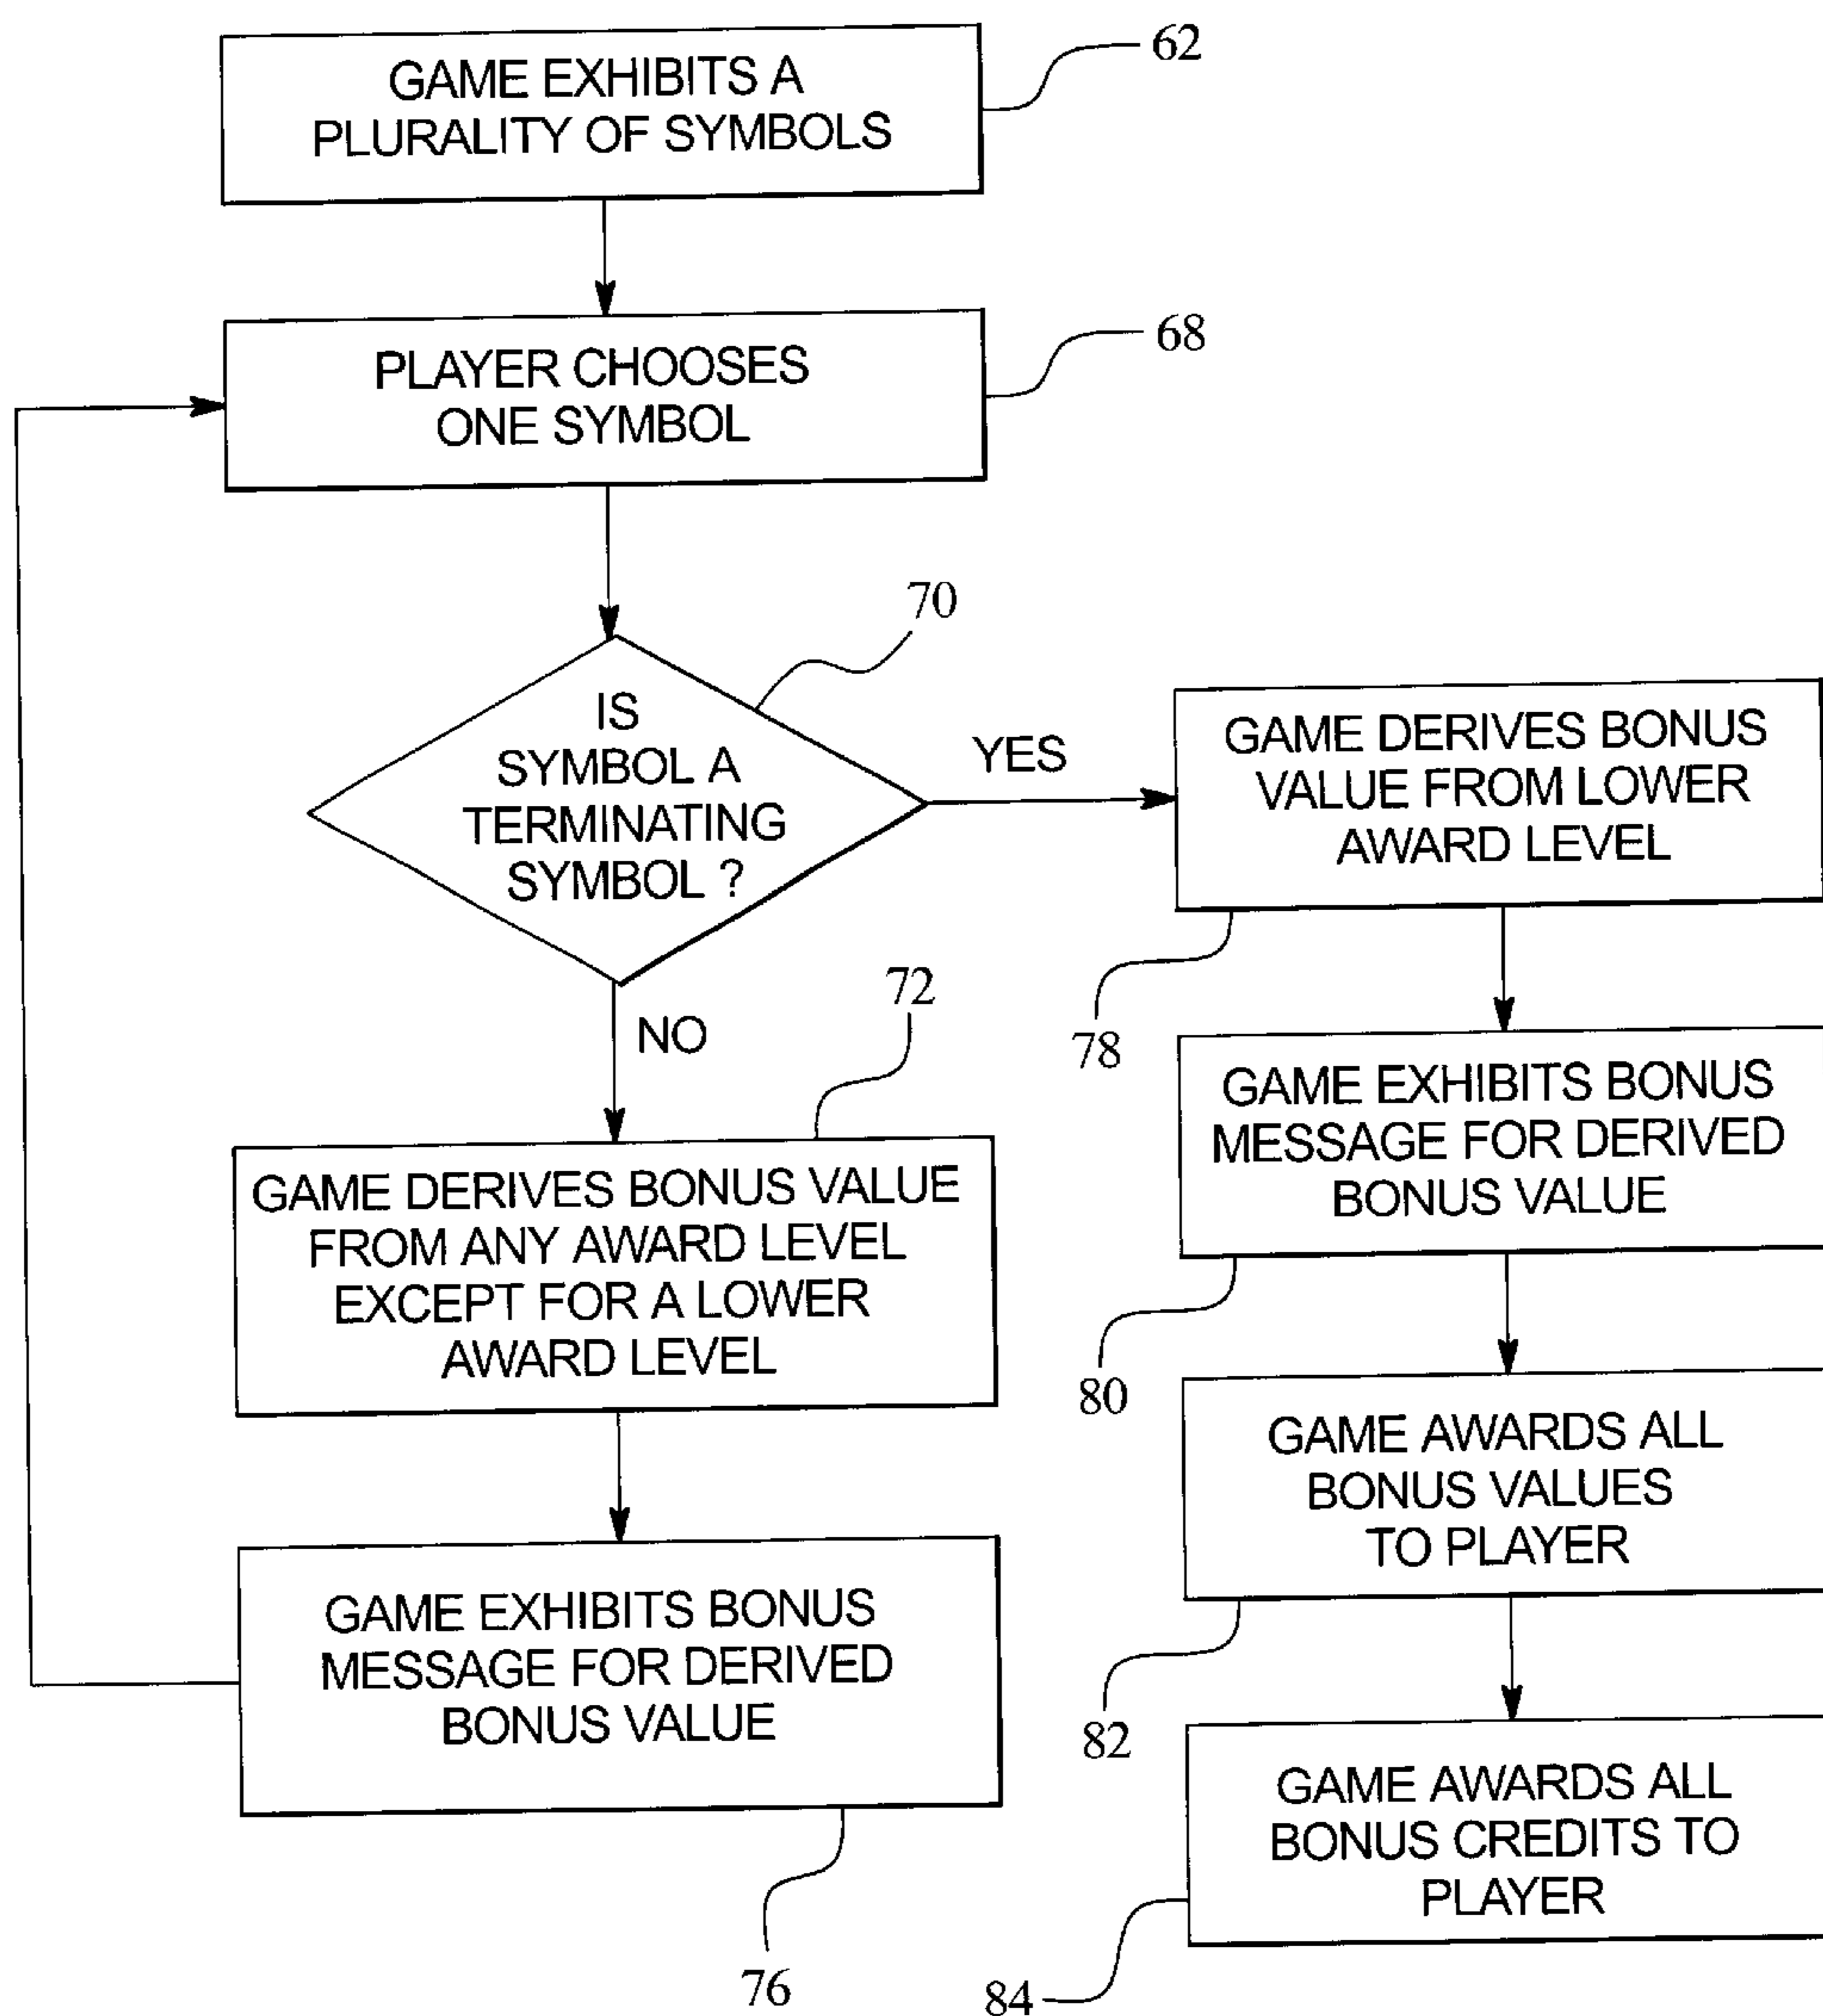 GAME EXHIBITS A
PLURALITY OF SYMBOLS
62
PLAYER CHOOSES
ONE SYMBOL
68
70
IS
SYMBOL A
TERMINATING
SYMBOL ?
YES
NO
72
GAME DERIVES BONUS VALUE
FROM ANY AWARD LEVEL
EXCEPT FOR A LOWER
AWARD LEVEL
GAME EXHIBITS BONUS
MESSAGE FOR DERIVED
BONUS VALUE
76
GAME DERIVES BONUS
VALUE FROM LOWER
AWARD LEVEL
78
GAME EXHIBITS BONUS
MESSAGE FOR DERIVED
BONUS VALUE
80
GAME AWARDS ALL
BONUS VALUES
TO PLAYER
82
GAME AWARDS ALL
BONUS CREDITS TO
PLAYER
84